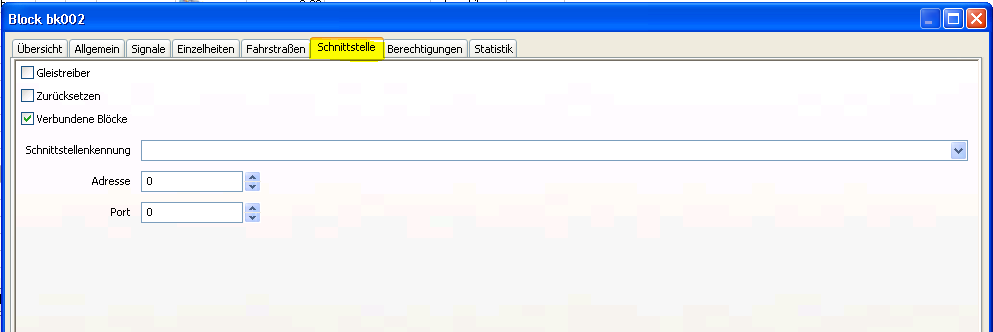 Block bk002
Übersicht Allgemein Signale Einzelheiten Fahrstraßen Schnittstelle Berechtigungen Statistik
Gleistreiber
Zurücksetzen
Verbundene Blöcke
Schnittstellenkennung
Adresse 0
Port 0